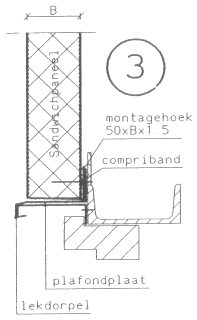 B
Sandwichpaneel
3
montagehoek
50xBx1.5
compriband
plafondplaat
lekdorpel